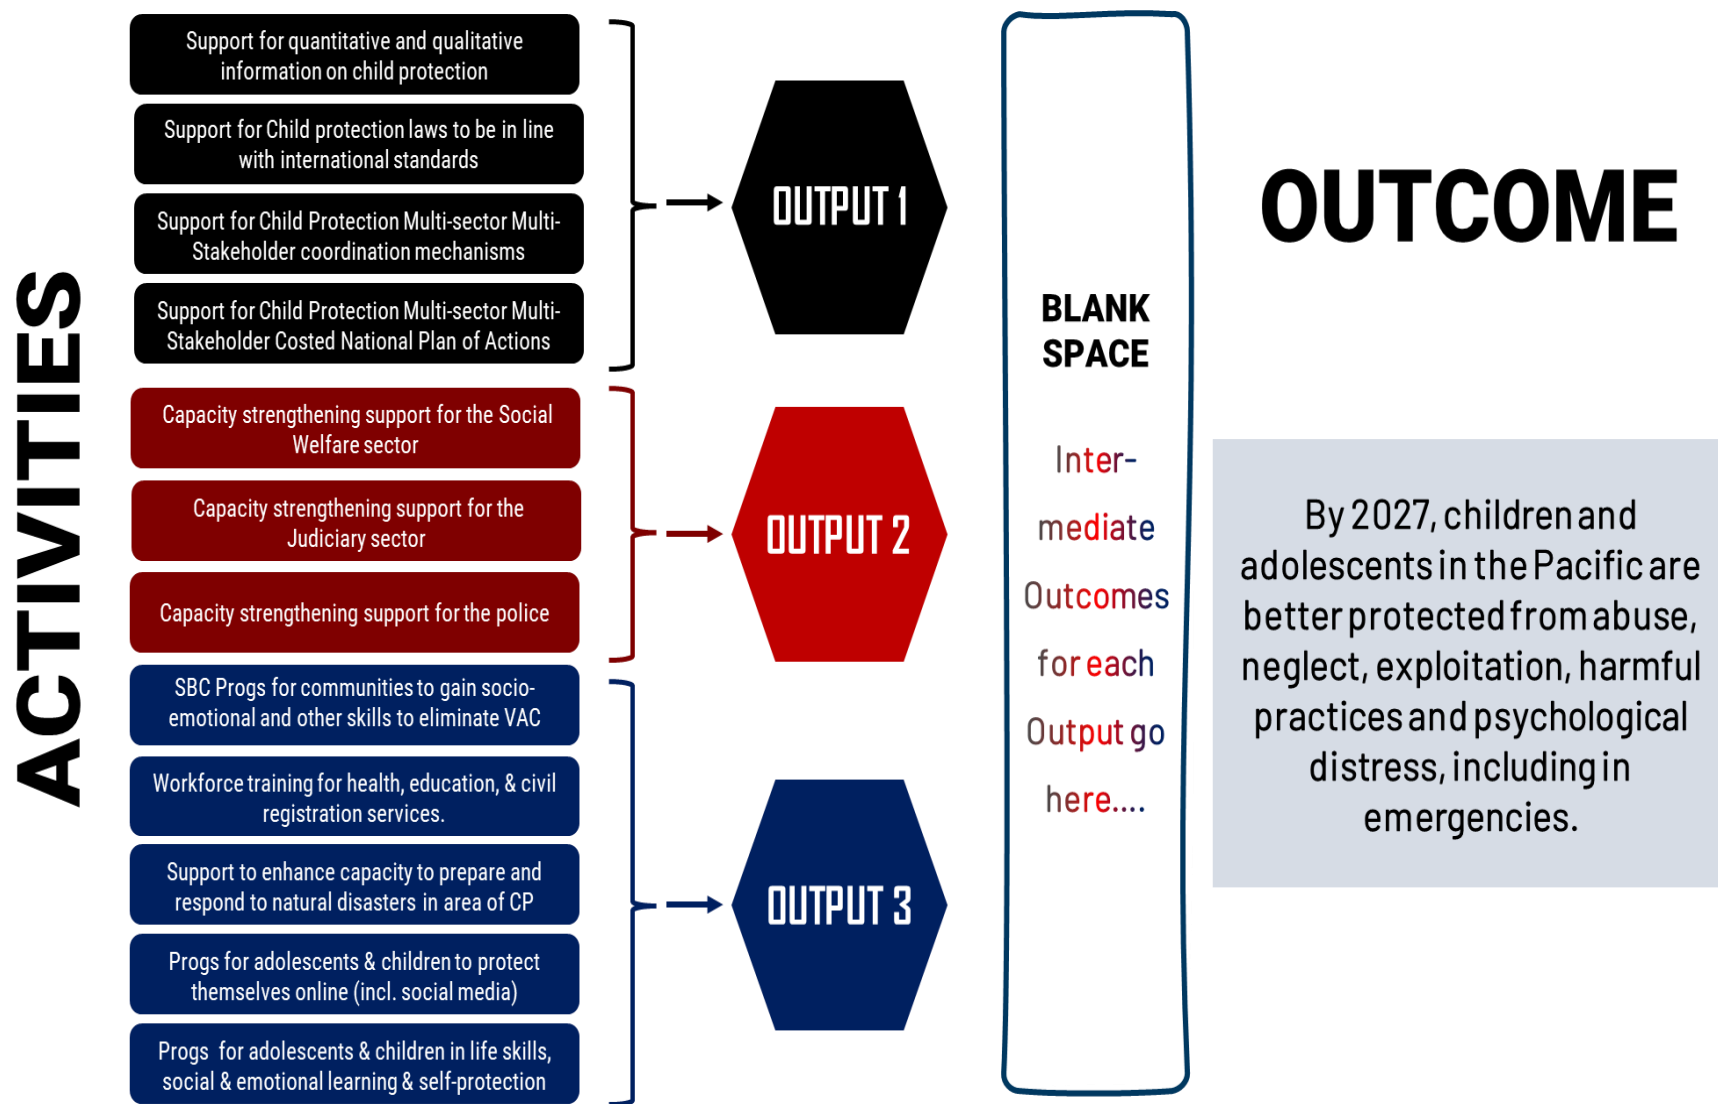 ACTIVITIES
Support for quantitative and qualitative
information on child protection
Support for Child protection laws to be in line
with international standards
Support for Child Protection Multi-sector Multi-
Stakeholder coordination mechanisms
Support for Child Protection Multi-sector Multi-
Stakeholder Costed National Plan of Actions
Capacity strengthening support for the Social
Welfare sector
Capacity strengthening support for the
Judiciary sector
Capacity strengthening support for the police
SBC Progs for communities to gain socio-
emotional and other skills to eliminate VAC
Workforce training for health, education, & civil
registration services.
Support to enhance capacity to prepare and
respond to natural disasters in area of CP
Progs for adolescents & children to protect
themselves online (incl. social media)
Progs for adolescents & children in life skills,
social & emotional learning & self-protection
OUTPUT 1
OUTPUT 2
OUTPUT 3
BLANK
SPACE
Inter-
mediate
Outcomes
for each
Output go
here....
OUTCOME
By 2027, children and
adolescents in the Pacific are
better protected from abuse,
neglect, exploitation, harmful
practices and psychological
distress, including in
emergencies.